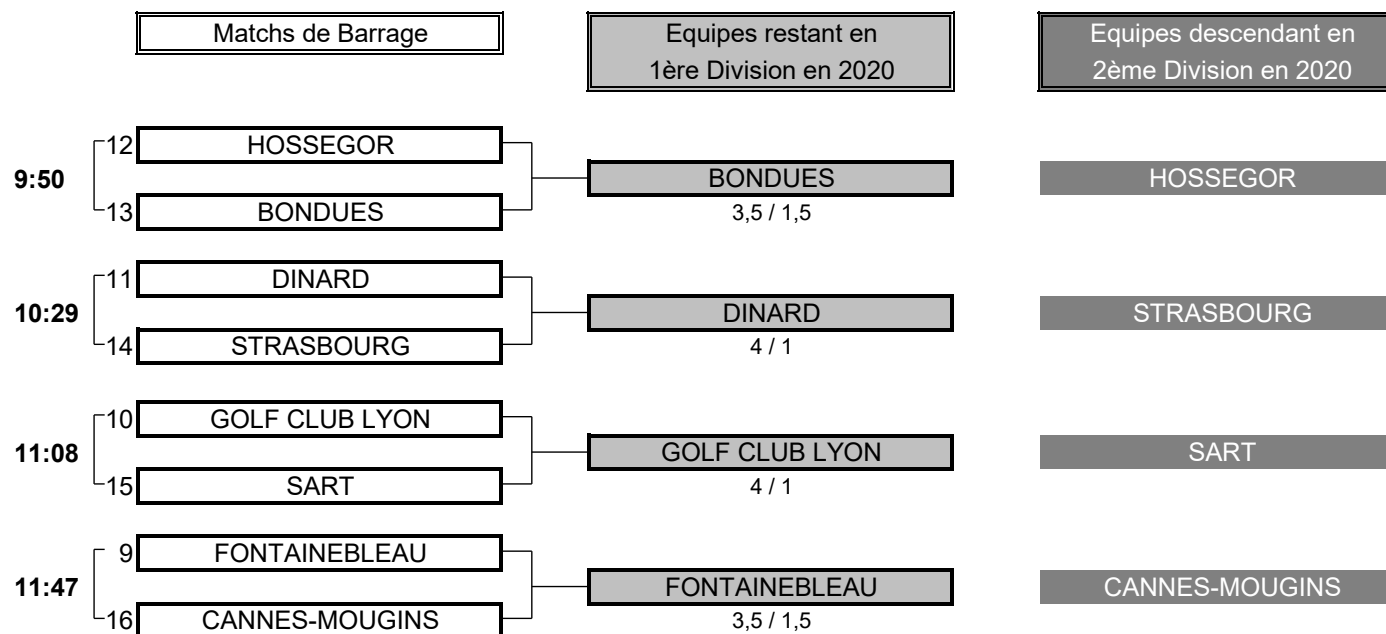 Matchs de Barrage
Equipes restant en
1ère Division en 2020
Equipes descendant en
2ème Division en 2020
12 HOSSEGOR
9:50 BONDUES HOSSEGOR
13 BONDUES 3,5 / 1,5
11 DINARD
10:29 DINARD STRASBOURG
14 STRASBOURG 4 / 1
10 GOLF CLUB LYON
11:08 GOLF CLUB LYON SART
15 SART 4 / 1
9 FONTAINEBLEAU
11:47 FONTAINEBLEAU CANNES-MOUGINS
16 CANNES-MOUGINS 3,5 / 1,5